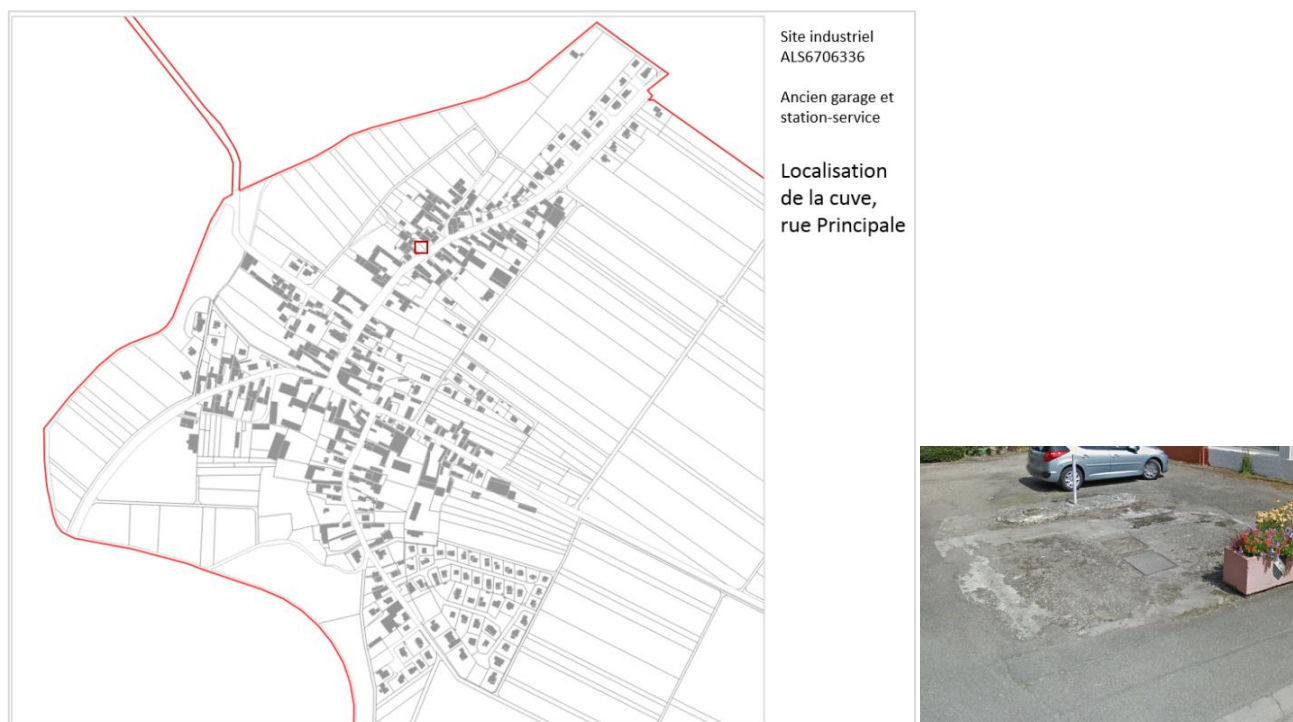 Site industriel
ALS6706336
Ancien garage et
station-service
Localisation
de la cuve,
rue Principale